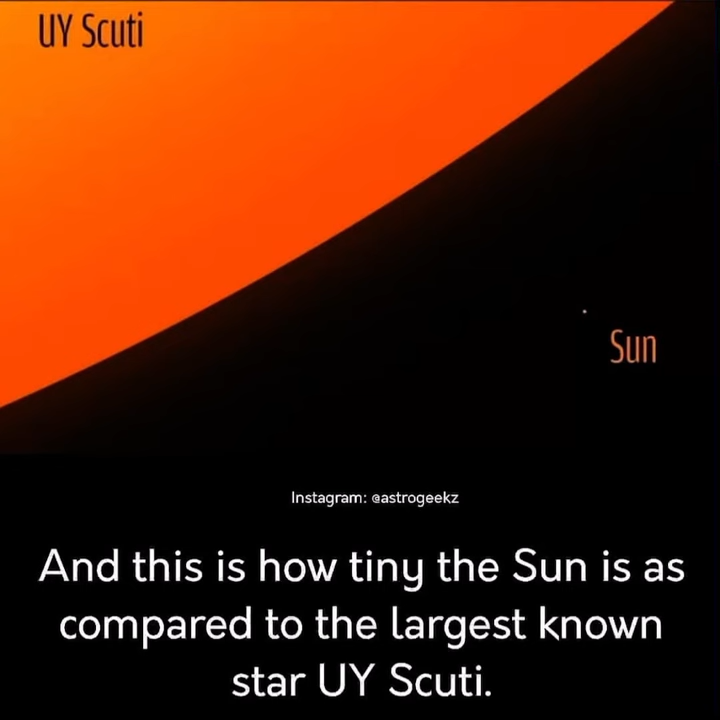 UY Scuti
Sun
Instagram: @astrogeekz
And this is how tiny the Sun is as
compared to the largest known
star UY Scuti.